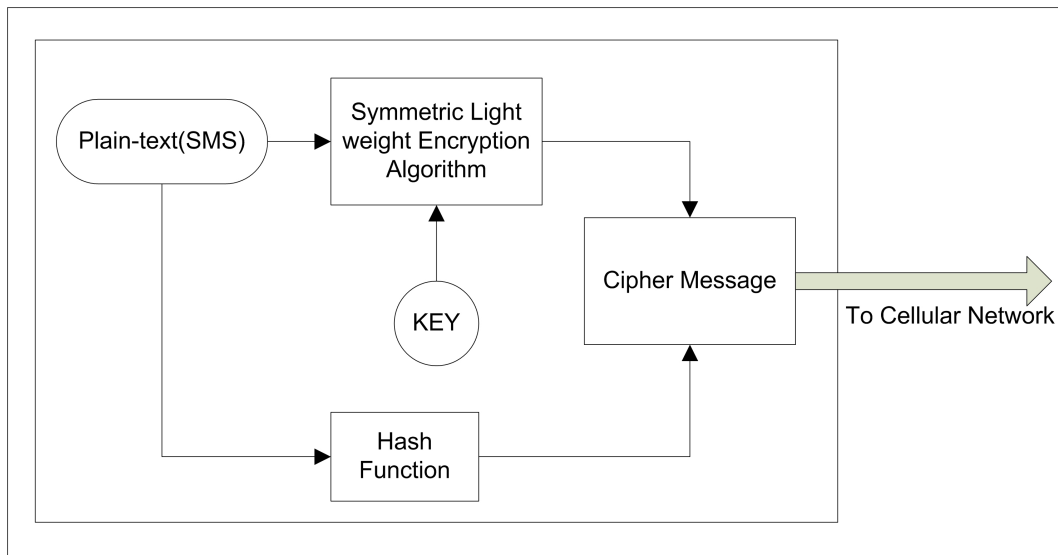 Plain-text(SMS)
Symmetric Light
weight Encryption
Algorithm
KEY
Cipher Message
To Cellular Network
Hash
Function